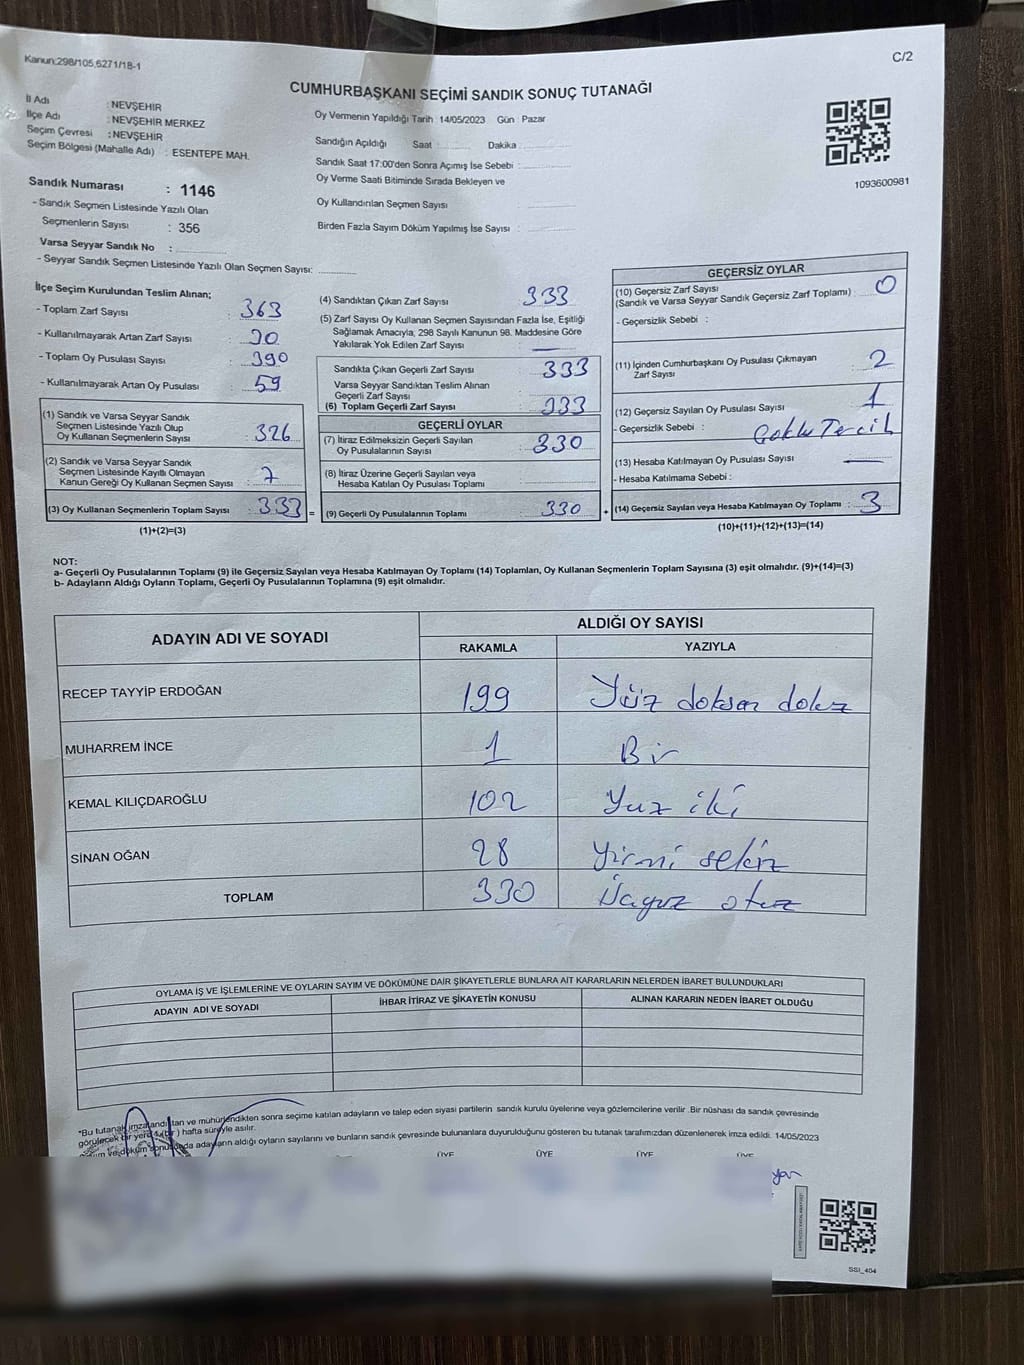 Kanun:298/105,6271/18-1
C/2
CUMHURBAŞKANI SEÇİMİ SANDIK SONUÇ TUTANAĞI
İl Adı : NEVŞEHİR
İlçe Adı : NEVŞEHİR MERKEZ
Seçim Çevresi : NEVŞEHİR
Seçim Bölgesi (Mahalle Adı) : ESENTEPE MAH.
Oy Vermenin Yapıldığı Tarih : 14/05/2023 Gün : Pazar
Sandığın Açıldığı Saat Dakika
Sandık Saat 17:00'den Sonra Açımış İse Sebebi :
Oy Verme Saati Bitiminde Sırada Bekleyen ve
Oy Kullandırılan Seçmen Sayısı :
Birden Fazla Sayım Döküm Yapılmış İse Sayısı :
1093600981
Sandık Numarası : 1146
- Sandık Seçmen Listesinde Yazılı Olan
Seçmenlerin Sayısı : 356
Varsa Seyyar Sandık No :
- Seyyar Sandık Seçmen Listesinde Yazılı Olan Seçmen Sayısı:
İlçe Seçim Kurulundan Teslim Alınan;
- Toplam Zarf Sayısı : 363
- Kullanılmayarak Artan Zarf Sayısı : 30
- Toplam Oy Pusulası Sayısı : 390
- Kullanılmayarak Artan Oy Pusulası : 59
(1) Sandık ve Varsa Seyyar Sandık
Seçmen Listesinde Yazılı Olup
Oy Kullanan Seçmenlerin Sayısı : 326
(2) Sandık ve Varsa Seyyar Sandık
Seçmen Listesinde Kayıtlı Olmayan
Kanun Gereği Oy Kullanan Seçmen Sayısı : 7
(3) Oy Kullanan Seçmenlerin Toplam Sayısı : 333 =
(1)+(2)=(3)
(4) Sandıktan Çıkan Zarf Sayısı 333
(5) Zarf Sayısı Oy Kullanan Seçmen Sayısından Fazla İse, Eşitliği
Sağlamak Amacıyla, 298 Sayılı Kanunun 98. Maddesine Göre
Yakılarak Yok Edilen Zarf Sayısı : —
Sandıkta Çıkan Geçerli Zarf Sayısı : 333
Varsa Seyyar Sandıktan Teslim Alınan
Geçerli Zarf Sayısı :
(6) Toplam Geçerli Zarf Sayısı : 333
GEÇERLİ OYLAR
(7) İtiraz Edilmeksizin Geçerli Sayılan
Oy Pusulalarının Sayısı : 330
(8) İtiraz Üzerine Geçerli Sayılan veya
Hesaba Katılan Oy Pusulası Toplamı :
(9) Geçerli Oy Pusulalarının Toplamı : 330 +
GEÇERSİZ OYLAR
(10) Geçersiz Zarf Sayısı
(Sandık ve Varsa Seyyar Sandık Geçersiz Zarf Toplamı) : 0
- Geçersizlik Sebebi :
(11) İçinden Cumhurbaşkanı Oy Pusulası Çıkmayan
Zarf Sayısı : 2
(12) Geçersiz Sayılan Oy Pusulası Sayısı : 1
- Geçersizlik Sebebi : Çoklu Tercih
(13) Hesaba Katılmayan Oy Pusulası Sayısı : —
- Hesaba Katılmama Sebebi :
(14) Geçersiz Sayılan veya Hesaba Katılmayan Oy Toplamı : 3
(10)+(11)+(12)+(13)=(14)
NOT:
a- Geçerli Oy Pusulalarının Toplamı (9) ile Geçersiz Sayılan veya Hesaba Katılmayan Oy Toplamı (14) Toplamları, Oy Kullanan Seçmenlerin Toplam Sayısına (3) eşit olmalıdır. (9)+(14)=(3)
b- Adayların Aldığı Oyların Toplamı, Geçerli Oy Pusulalarının Toplamına (9) eşit olmalıdır.
ADAYIN ADI VE SOYADI
ALDIĞI OY SAYISI
RAKAMLA YAZIYLA
RECEP TAYYİP ERDOĞAN 199 Yüz doksan dokuz
MUHARREM İNCE 1 Bir
KEMAL KILIÇDAROĞLU 102 Yuz iki
SİNAN OĞAN 28 Yirmi sekiz
TOPLAM 330 Üçyuz otuz
OYLAMA İŞ VE İŞLEMLERİNE VE OYLARIN SAYIM VE DÖKÜMÜNE DAİR ŞİKAYETLERLE BUNLARA AİT KARARLARIN NELERDEN İBARET BULUNDUKLARI
ADAYIN ADI VE SOYADI İHBAR İTİRAZ VE ŞİKAYETİN KONUSU ALINAN KARARIN NEDEN İBARET OLDUĞU
*Bu tutanak imzalandıktan ve mühürlendikten sonra seçime katılan adayların ve talep eden siyasi partilerin sandık kurulu üyelerine veya gözlemcilerine verilir .Bir nüshası da sandık çevresinde
görülecek bir yere 1 (bir) hafta süreyle asılır.
ve döküm sonucunda adayların aldığı oyların sayılarını ve bunların sandık çevresinde bulunanlara duyurulduğunu gösteren bu tutanak tarafımızdan düzenlenerek imza edildi. 14/05/2023
ÜYE ÜYE ÜYE ÜYE
SSI_404